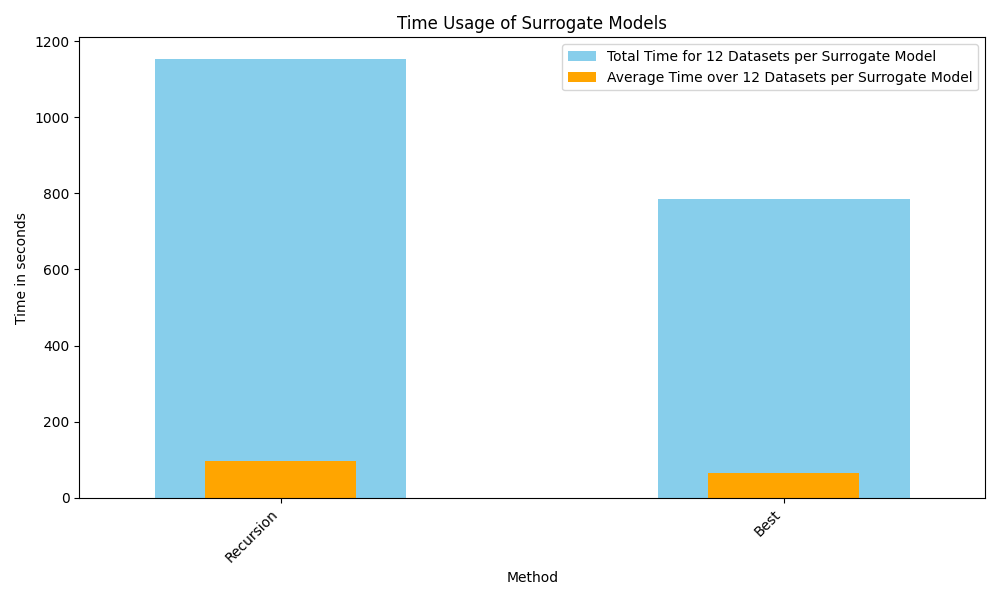 Time Usage of Surrogate Models
1200
1000
800
600
400
200
0
Time in seconds
Total Time for 12 Datasets per Surrogate Model
Average Time over 12 Datasets per Surrogate Model
Recursion
Best
Method